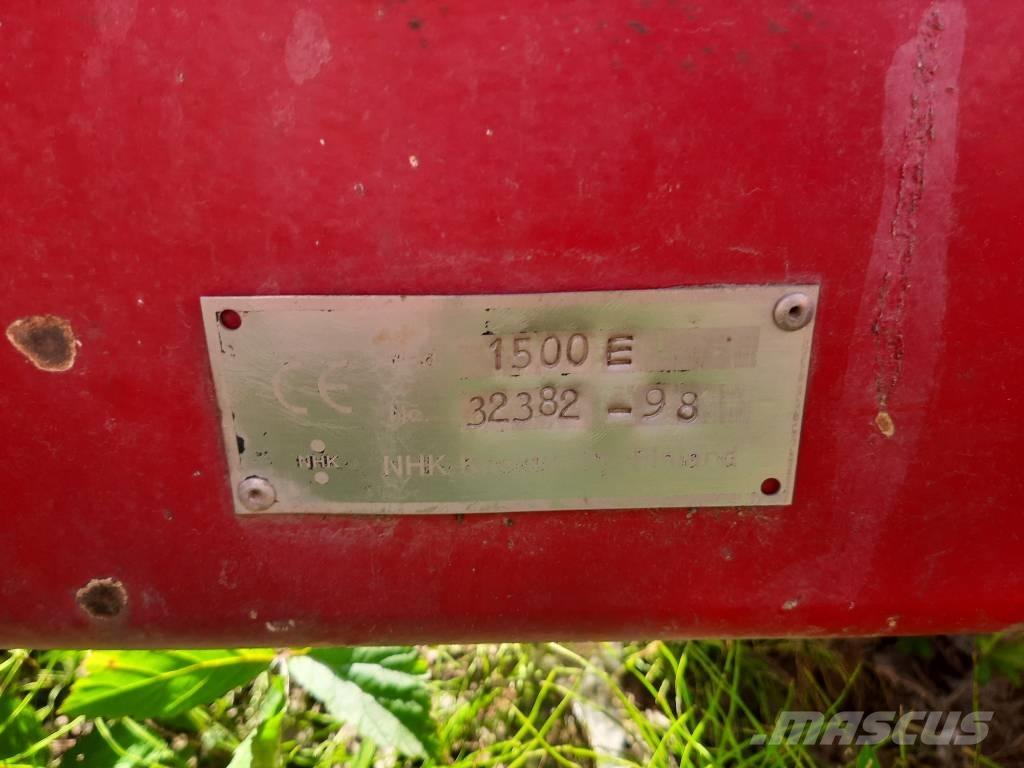 CE
1500 E
No. 32382 -98
NHK
NHK
MASCUS